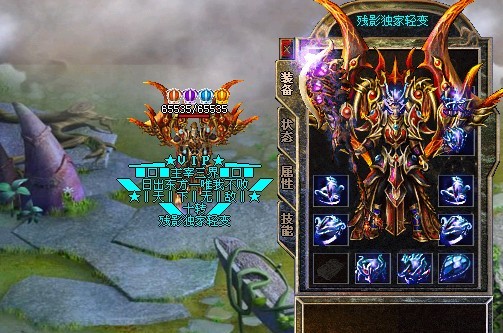 残影独家轻变
装备
状态
属性
技能
65535/65535
★VIP★
主宰三界
日出东方唯我不败
★‖天‖下‖无‖敌‖★
十转
残影独家轻变